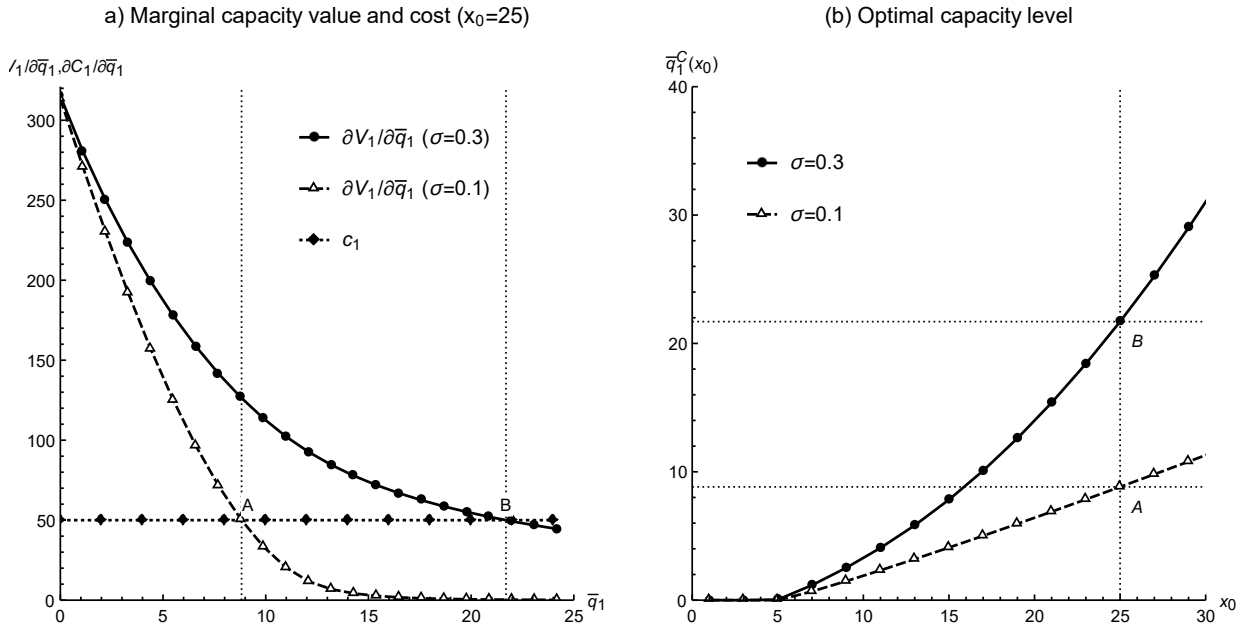 a) Marginal capacity value and cost (x₀=25)
(b) Optimal capacity level
/₁/∂q̅₁,∂C₁/∂q̅₁
q̅₁ᶜ(x₀)
∂V₁/∂q̅₁ (σ=0.3)
∂V₁/∂q̅₁ (σ=0.1)
c₁
A
B
300
250
200
150
100
50
0
0 5 10 15 20 25 q̅₁
σ=0.3
σ=0.1
B
A
40
30
20
10
0
0 5 10 15 20 25 30 x₀